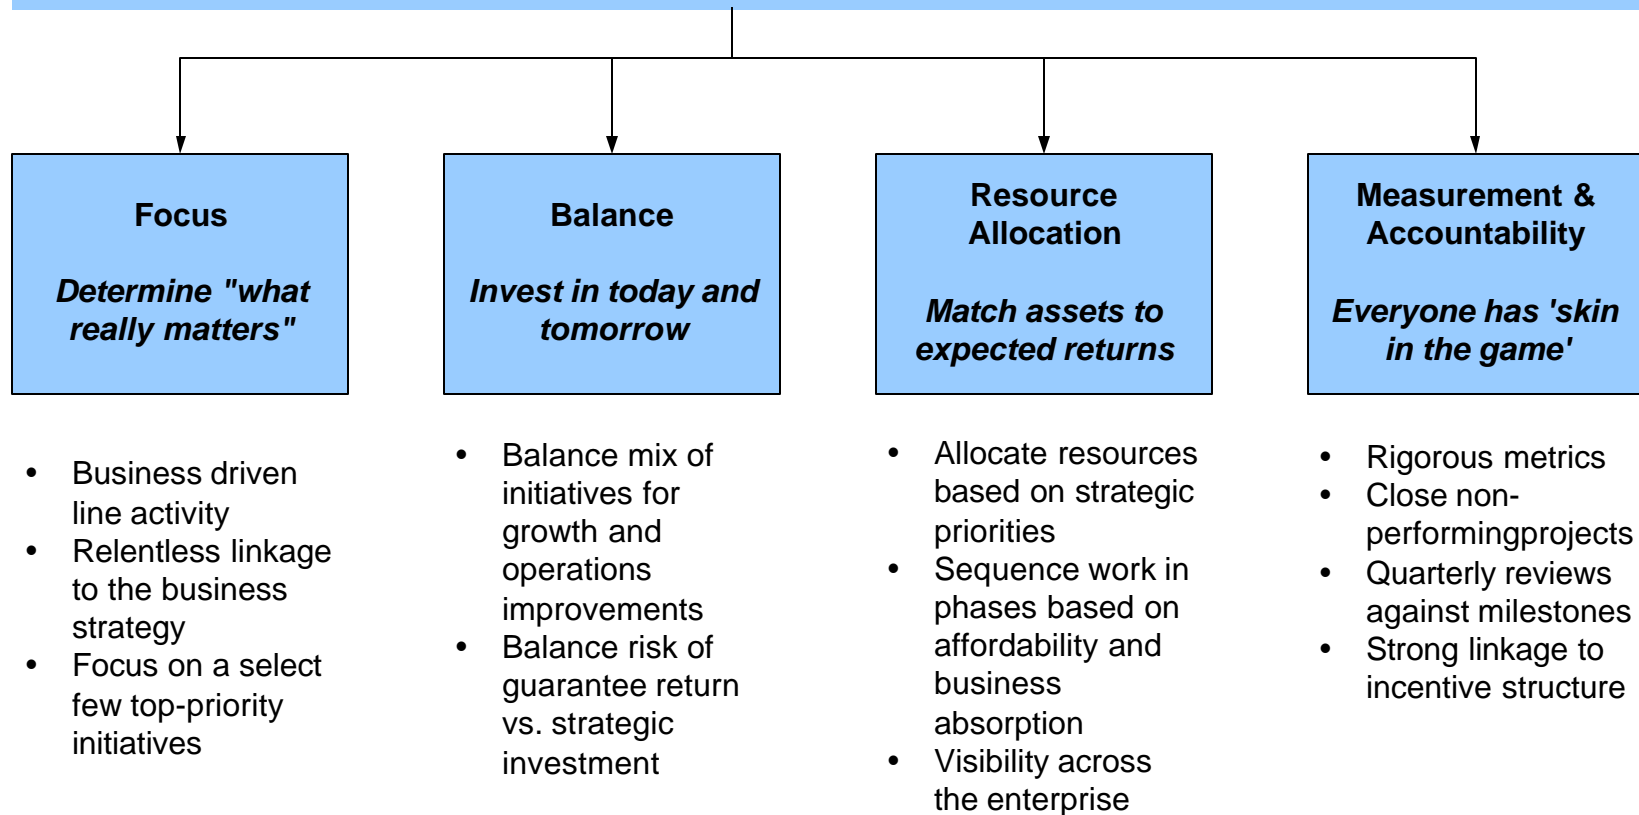 Focus
Determine "what
really matters"
• Business driven
line activity
• Relentless linkage
to the business
strategy
• Focus on a select
few top-priority
initiatives
Balance
Invest in today and
tomorrow
• Balance mix of
initiatives for
growth and
operations
improvements
• Balance risk of
guarantee return
vs. strategic
investment
Resource
Allocation
Match assets to
expected returns
• Allocate resources
based on strategic
priorities
• Sequence work in
phases based on
affordability and
business
absorption
• Visibility across
the enterprise
Measurement &
Accountability
Everyone has 'skin
in the game'
• Rigorous metrics
• Close non-
performingprojects
• Quarterly reviews
against milestones
• Strong linkage to
incentive structure